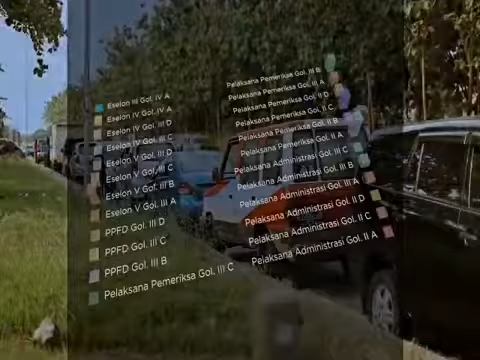 Eselon III Gol. IV A
Eselon IV Gol. IV A
Eselon IV Gol. III D
Eselon IV Gol. III C
Eselon V Gol. III D
Eselon V Gol. III C
Eselon V Gol. III B
Eselon V Gol. III A
PPFD Gol. III D
PPFD Gol. III C
PPFD Gol. III B
Pelaksana Pemeriksa Gol. III C
Pelaksana Pemeriksa Gol. III B
Pelaksana Pemeriksa Gol. III A
Pelaksana Pemeriksa Gol. II D
Pelaksana Pemeriksa Gol. II C
Pelaksana Pemeriksa Gol. II B
Pelaksana Pemeriksa Gol. II A
Pelaksana Administrasi Gol. III C
Pelaksana Administrasi Gol. III B
Pelaksana Administrasi Gol. III A
Pelaksana Administrasi Gol. II D
Pelaksana Administrasi Gol. II C
Pelaksana Administrasi Gol. II A